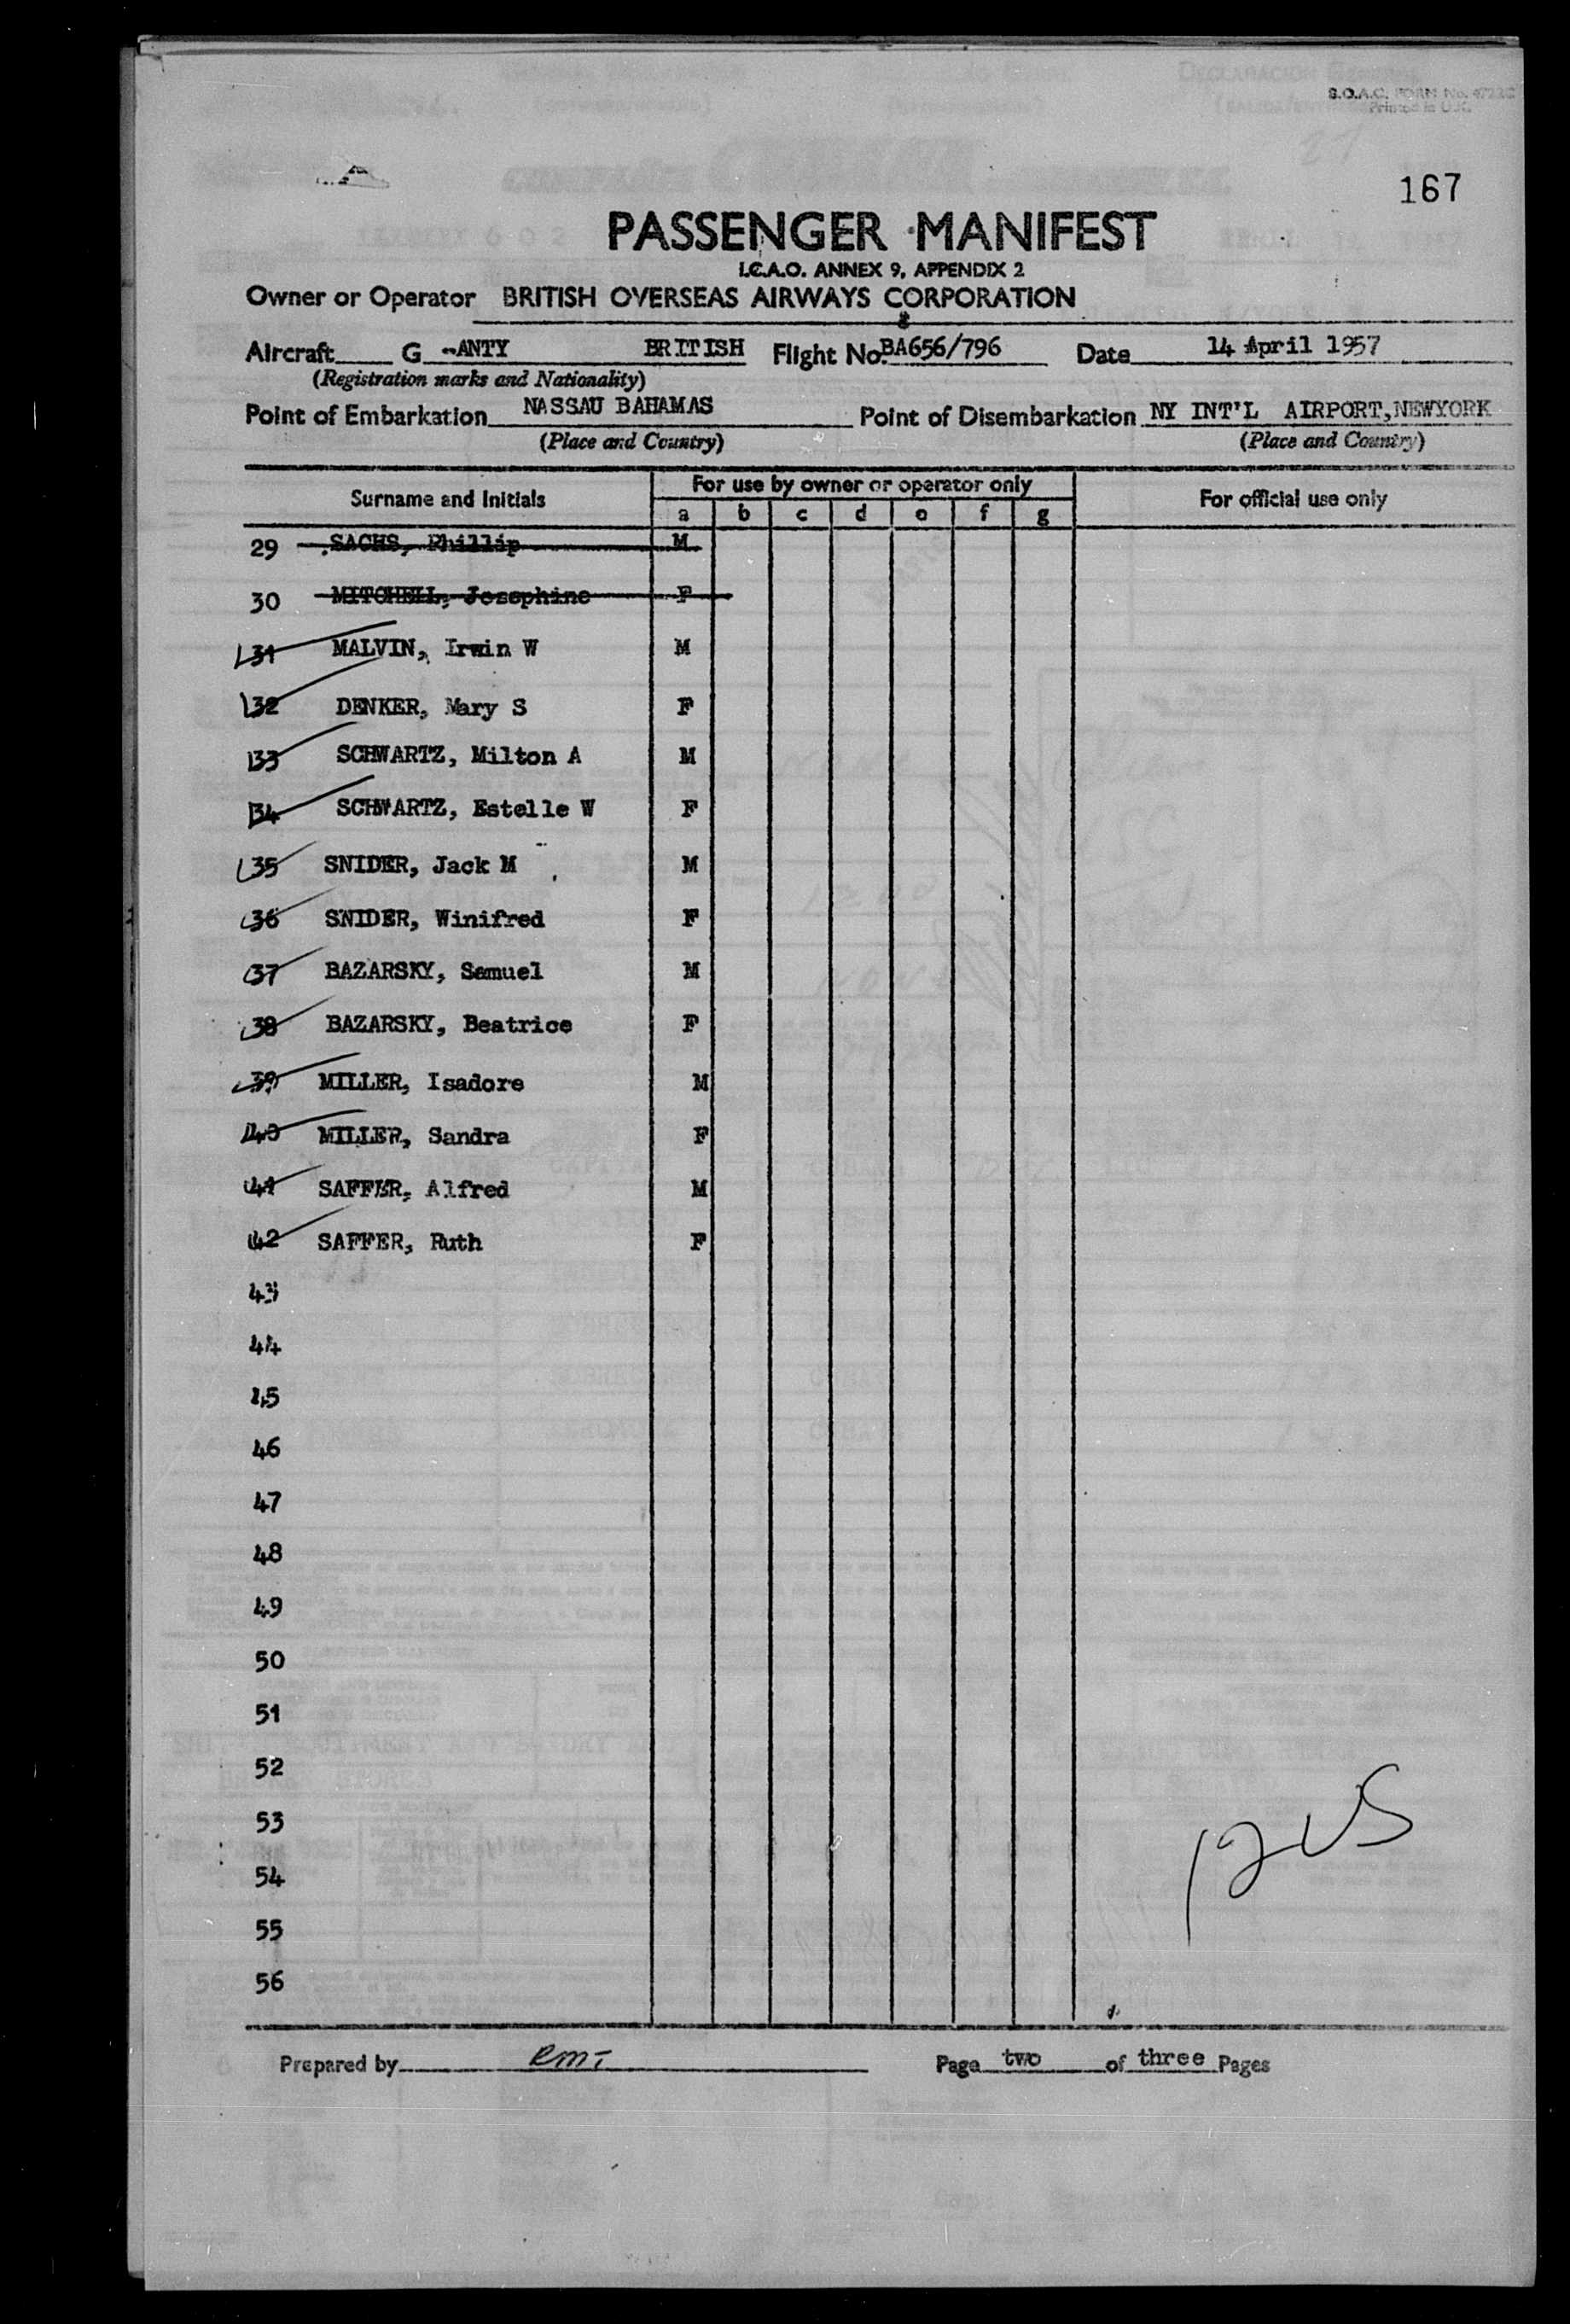 B.O.A.C. FORM No. 4722C
Printed in U.K.
167
PASSENGER MANIFEST
I.C.A.O. ANNEX 9, APPENDIX 2
Owner or Operator BRITISH OVERSEAS AIRWAYS CORPORATION
Aircraft G -ANTY BRITISH Flight No. BA656/796 Date 14 April 1957
(Registration marks and Nationality)
Point of Embarkation NASSAU BAHAMAS Point of Disembarkation NY INT'L AIRPORT, NEWYORK
(Place and Country) (Place and Country)
Surname and Initials For use by owner or operator only For official use only
a b c d e f g
29 SACHS, Phillip M
30 MITCHELL, Josephine F
31 MALVIN, Irwin W M
32 DENKER, Mary S F
33 SCHWARTZ, Milton A M
34 SCHWARTZ, Estelle W F
35 SNIDER, Jack M M
36 SNIDER, Winifred F
37 BAZARSKY, Samuel M
38 BAZARSKY, Beatrice F
39 MILLER, Isadore M
40 MILLER, Sandra F
41 SAFFER, Alfred M
42 SAFFER, Ruth F
43
44
45
46
47
48
49
50
51
52
53
54
55
56
12 US
Prepared by emt Page two of three Pages